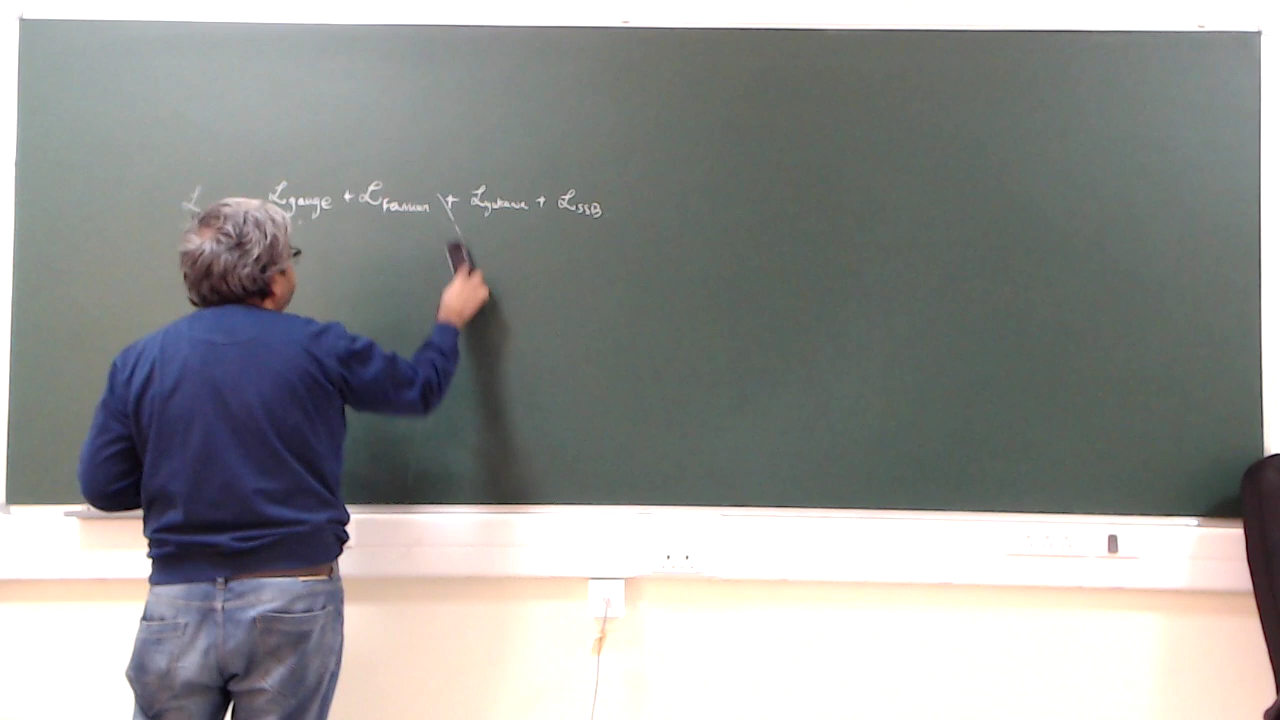 ℒ ℒgauge + ℒfermion + ℒyukawa + ℒSSB